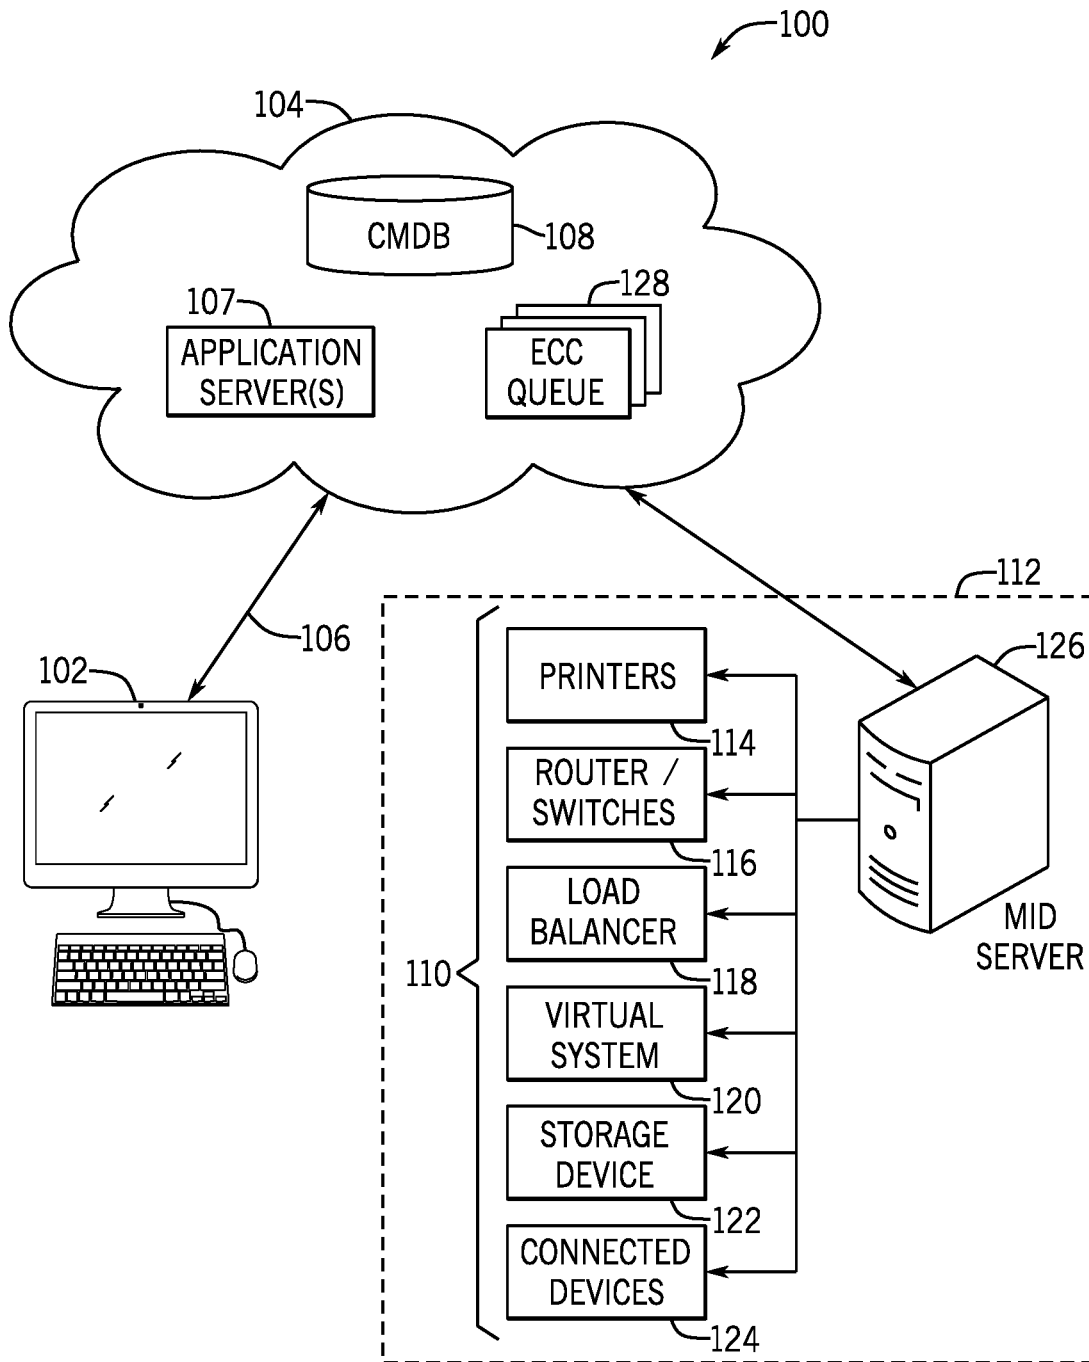 100
104
CMDB
108
107
128
APPLICATION
SERVER(S)
ECC
QUEUE
106
112
102
126
PRINTERS
114
ROUTER /
SWITCHES
116
LOAD
BALANCER
118
MID
SERVER
110
VIRTUAL
SYSTEM
120
STORAGE
DEVICE
122
CONNECTED
DEVICES
124